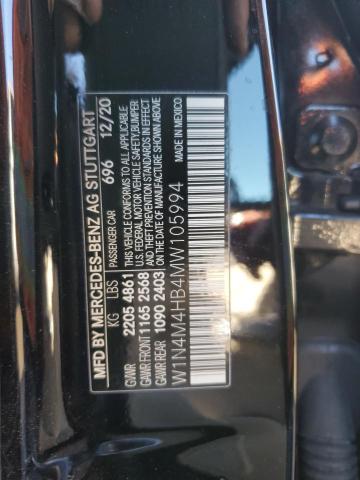 MFD BY MERCEDES-BENZ AG STUTTGART
PASSENGER CAR 696 12/20
KG LBS
GVWR 2205 4861
GAWR FRONT 1165 2568
GAWR REAR 1090 2403
THIS VEHICLE CONFORMS TO ALL APPLICABLE
U.S. FEDERAL MOTOR VEHICLE SAFETY, BUMPER,
AND THEFT PREVENTION STANDARDS IN EFFECT
ON THE DATE OF MANUFACTURE SHOWN ABOVE.
MADE IN MEXICO
W1N4M4HB4MW105994